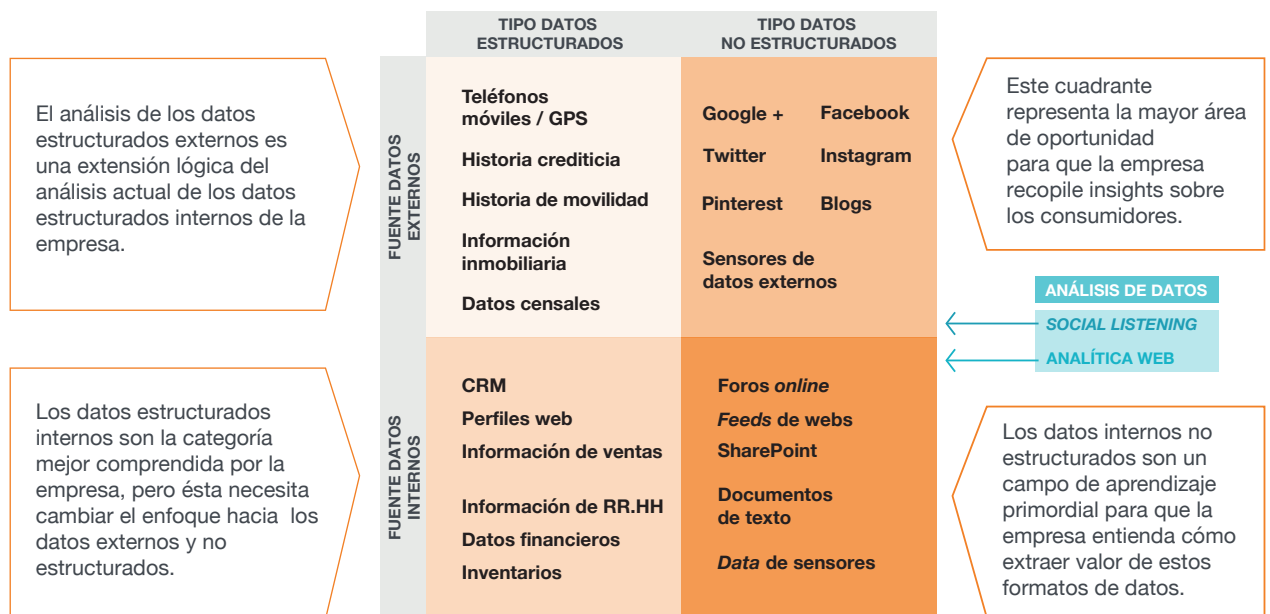 TIPO DATOS
ESTRUCTURADOS
TIPO DATOS
NO ESTRUCTURADOS
El análisis de los datos
estructurados externos es
una extensión lógica del
análisis actual de los datos
estructurados internos de la
empresa.
FUENTE DATOS
EXTERNOS
Teléfonos
móviles / GPS
Historia crediticia
Historia de movilidad
Información
inmobiliaria
Datos censales
Google + Facebook
Twitter Instagram
Pinterest Blogs
Sensores de
datos externos
Este cuadrante
representa la mayor área
de oportunidad
para que la empresa
recopile insights sobre
los consumidores.
ANÁLISIS DE DATOS
SOCIAL LISTENING
ANALÍTICA WEB
Los datos estructurados
internos son la categoría
mejor comprendida por la
empresa, pero ésta necesita
cambiar el enfoque hacia los
datos externos y no
estructurados.
FUENTE DATOS
INTERNOS
CRM
Perfiles web
Información de ventas
Información de RR.HH
Datos financieros
Inventarios
Foros online
Feeds de webs
SharePoint
Documentos
de texto
Data de sensores
Los datos internos no
estructurados son un
campo de aprendizaje
primordial para que la
empresa entienda cómo
extraer valor de estos
formatos de datos.